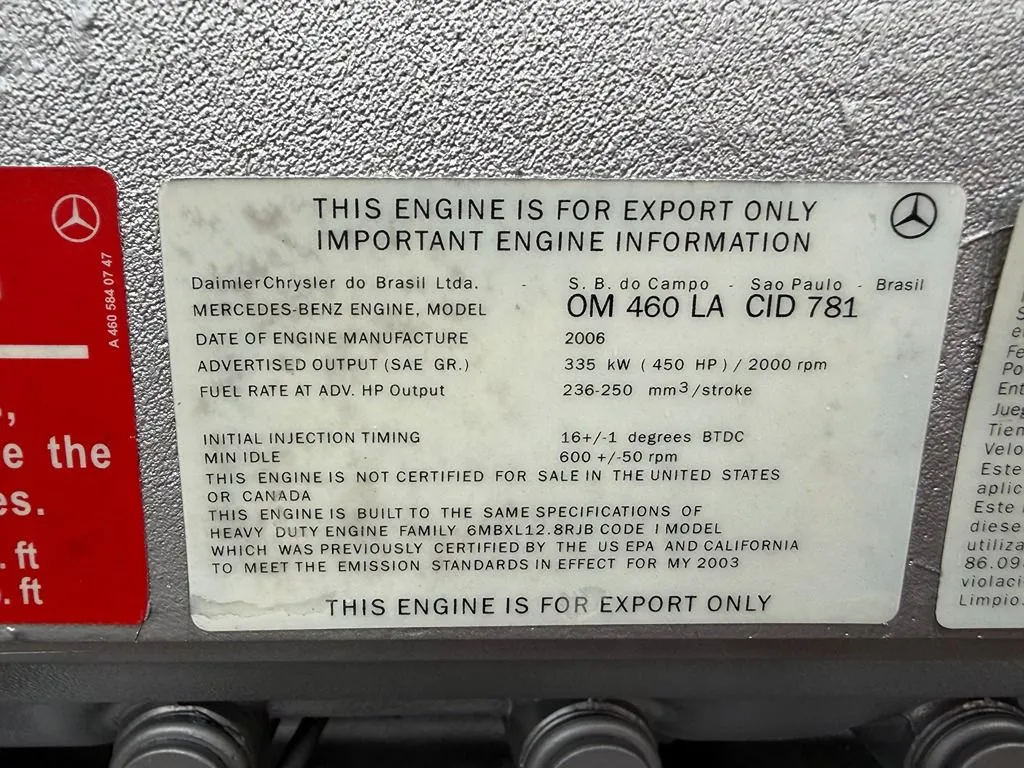 A 460 584 07 47
e the
es.
. ft
. ft
THIS ENGINE IS FOR EXPORT ONLY
IMPORTANT ENGINE INFORMATION
DaimlerChrysler do Brasil Ltda. - S. B. do Campo - Sao Paulo - Brasil
MERCEDES-BENZ ENGINE, MODEL OM 460 LA CID 781
DATE OF ENGINE MANUFACTURE 2006
ADVERTISED OUTPUT (SAE GR.) 335 kW ( 450 HP ) / 2000 rpm
FUEL RATE AT ADV. HP Output 236-250 mm³/stroke
INITIAL INJECTION TIMING 16+/-1 degrees BTDC
MIN IDLE 600 +/-50 rpm
THIS ENGINE IS NOT CERTIFIED FOR SALE IN THE UNITED STATES
OR CANADA
THIS ENGINE IS BUILT TO THE SAME SPECIFICATIONS OF
HEAVY DUTY ENGINE FAMILY 6MBXL12.8RJB CODE I MODEL
WHICH WAS PREVIOUSLY CERTIFIED BY THE US EPA AND CALIFORNIA
TO MEET THE EMISSION STANDARDS IN EFFECT FOR MY 2003
THIS ENGINE IS FOR EXPORT ONLY
S
e
Fe
Po
Ent
Jueg
Tien
Velo
Este
aplic
Este
diese
utiliza
86.09
violaci
Limpio.